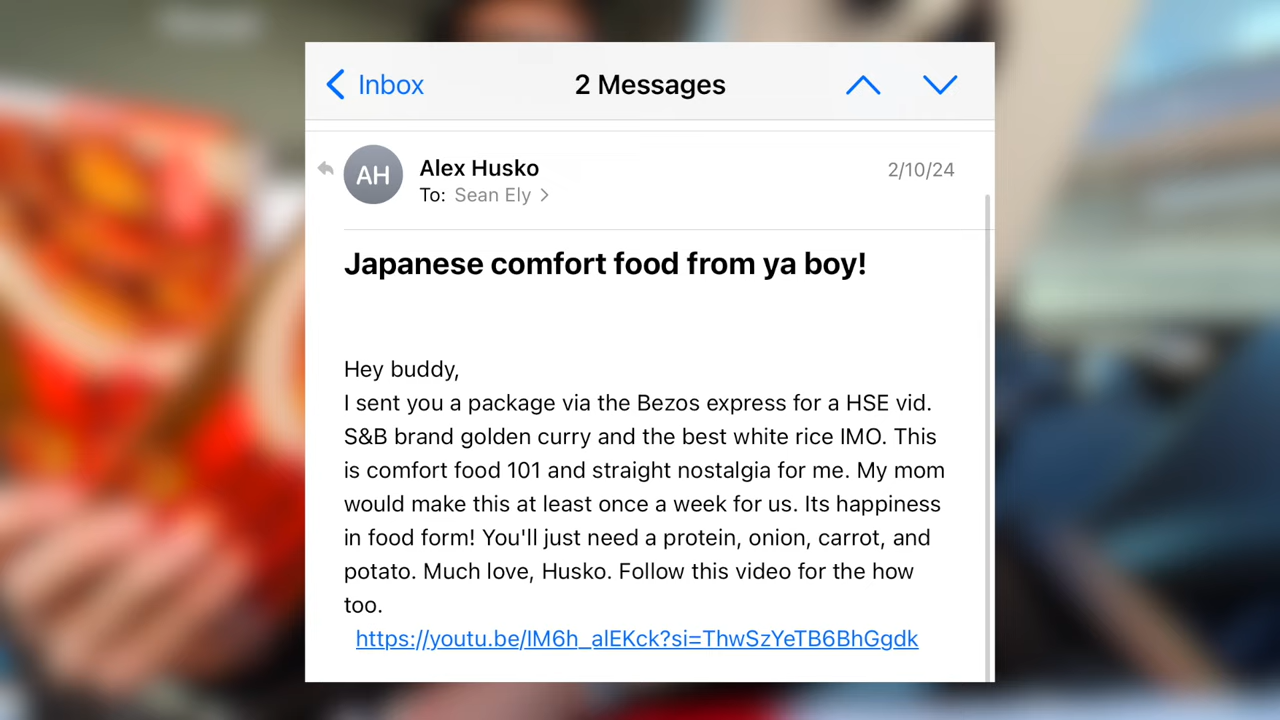 Inbox
2 Messages
AH
Alex Husko
2/10/24
To: Sean Ely
Japanese comfort food from ya boy!
Hey buddy,
I sent you a package via the Bezos express for a HSE vid.
S&B brand golden curry and the best white rice IMO. This
is comfort food 101 and straight nostalgia for me. My mom
would make this at least once a week for us. Its happiness
in food form! You'll just need a protein, onion, carrot, and
potato. Much love, Husko. Follow this video for the how
too.
https://youtu.be/lM6h_alEKck?si=ThwSzYeTB6BhGgdk